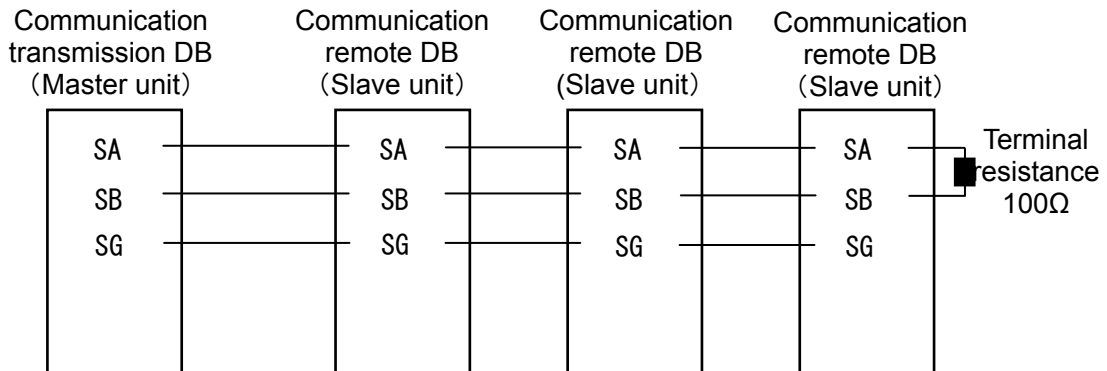 Communication
transmission DB
（Master unit）
Communication
remote DB
（Slave unit）
Communication
remote DB
(Slave unit）
Communication
remote DB
（Slave unit）
SA
SB
SG
SA
SB
SG
SA
SB
SG
SA
SB
SG
Terminal
resistance
100Ω